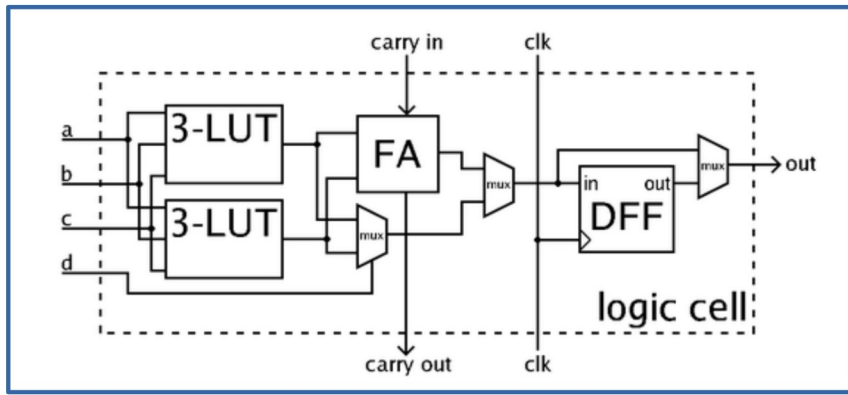 carry in
clk
a
b
c
d
3-LUT
3-LUT
FA
mux
mux
in
out
DFF
mux
out
logic cell
carry out
clk